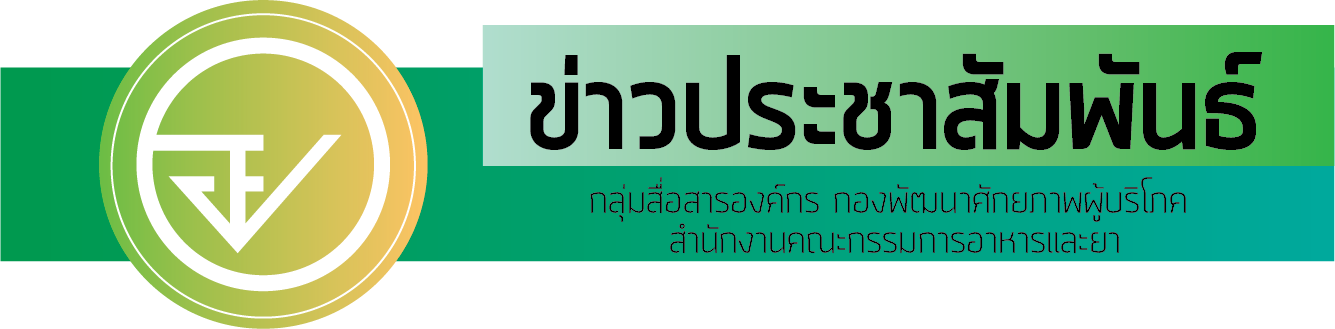 ข่าวประชาสัมพันธ์
กลุ่มสื่อสารองค์กร กองพัฒนาศักยภาพผู้บริโภค
สำนักงานคณะกรรมการอาหารและยา